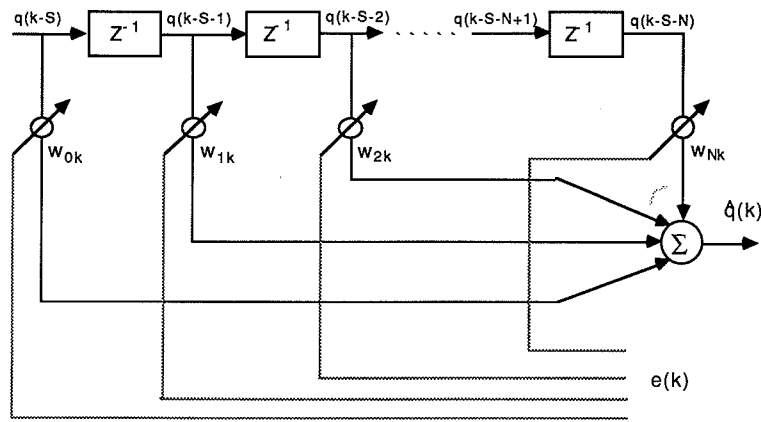 q(k-S) q(k-S-1) q(k-S-2) q(k-S-N+1) q(k-S-N)
Z⁻¹ Z⁻¹ Z⁻¹
w₀ₖ w₁ₖ w₂ₖ wNₖ
q̂(k)
Σ
e(k)